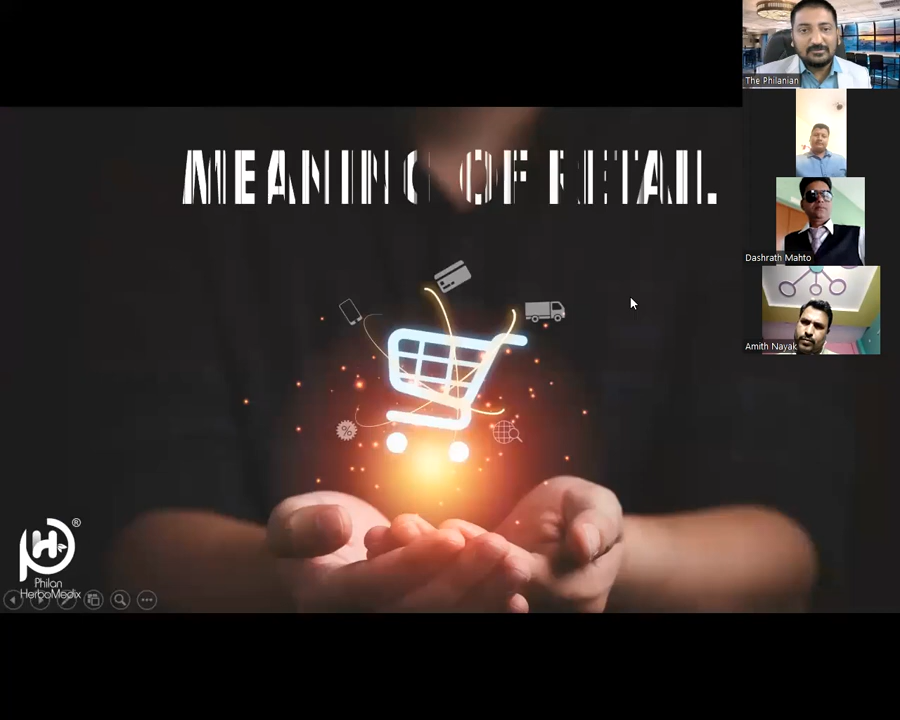 MEANING OF RETAIL
The Philanian
Dashrath Mahto
Amith Nayak
%
®
Philan
HerboMedix